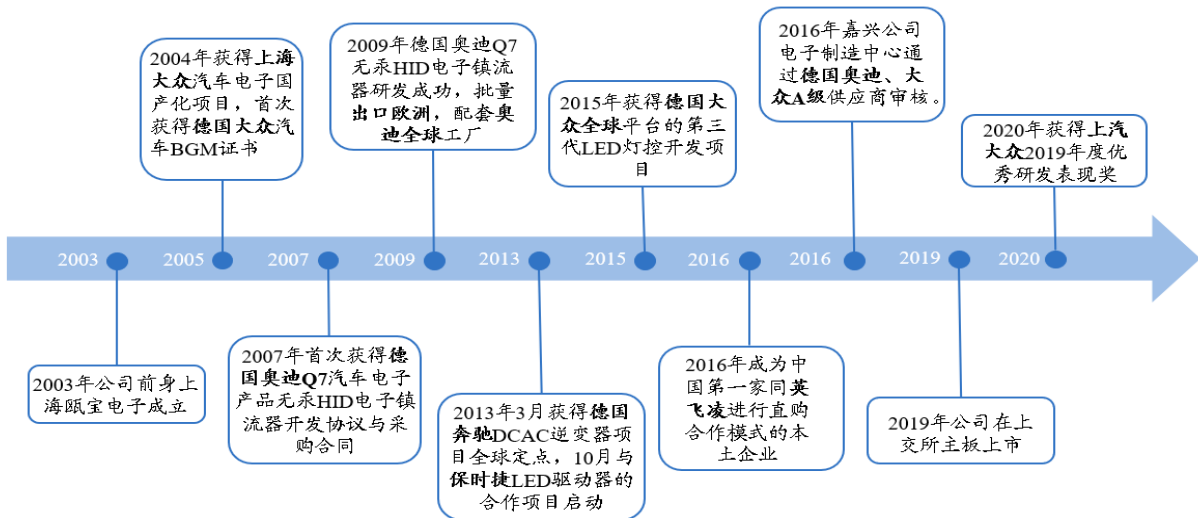 2004年获得上海
大众汽车电子国
产化项目，首次
获得德国大众汽
车BGM证书
2009年德国奥迪Q7
无汞HID电子镇流
器研发成功，批量
出口欧洲，配套奥
迪全球工厂
2015年获得德国大
众全球平台的第三
代LED灯控开发项
目
2016年嘉兴公司
电子制造中心通
过德国奥迪、大
众A级供应商审核。
2020年获得上汽
大众2019年度优
秀研发表现奖
2003
2005
2007
2009
2013
2015
2016
2016
2019
2020
2003年公司前身上
海瓯宝电子成立
2007年首次获得德
国奥迪Q7汽车电子
产品无汞HID电子镇
流器开发协议与采
购合同
2013年3月获得德国
奔驰DCAC逆变器项
目全球定点，10月与
保时捷LED驱动器的
合作项目启动
2016年成为中
国第一家同英
飞凌进行直购
合作模式的本
土企业
2019年公司在上
交所主板上市